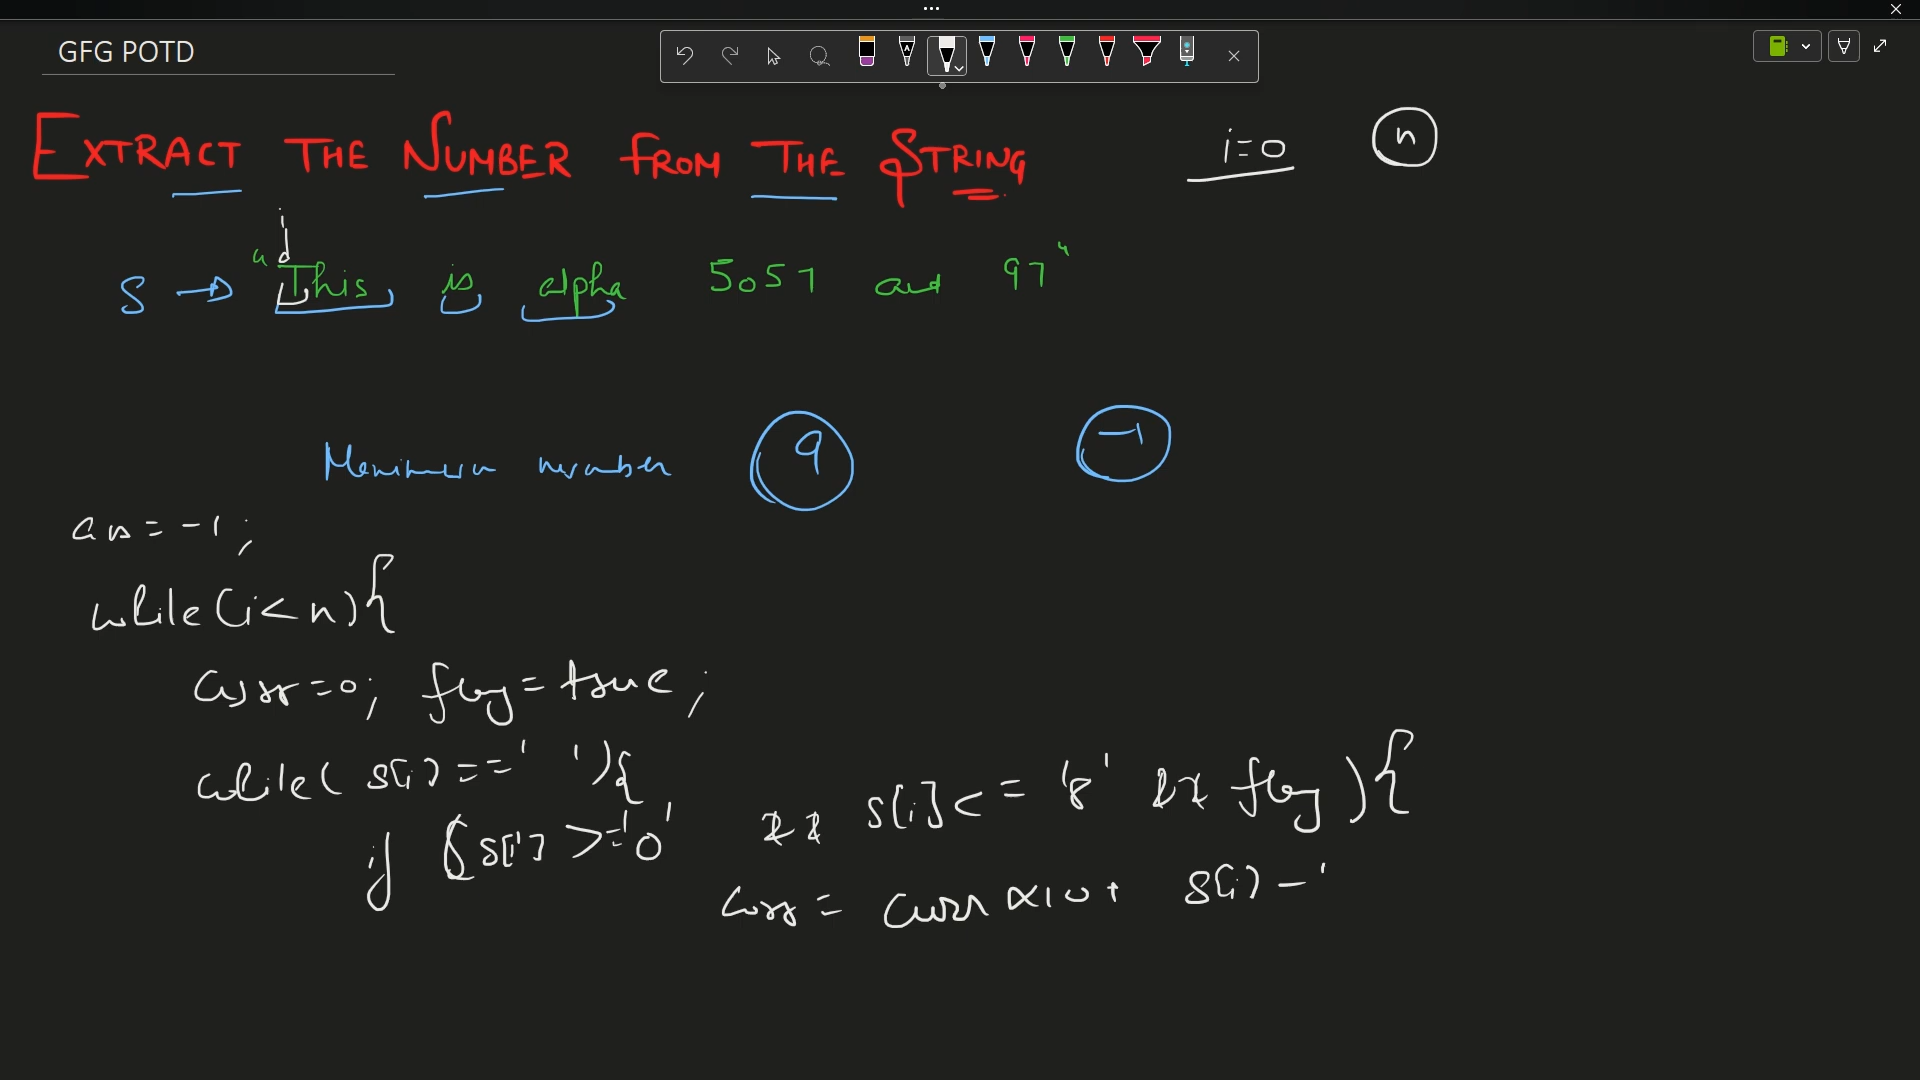 GFG POTD
EXTRACT THE NUMBER FROM THE STRING
i=0 n
i
S → "This is alpha 5057 and 97"
Maximum number 9 -1
ans = -1;
while(i<n){
curr=0; flag=true;
while(s[i]==' '){
if (s[i]>='0' && s[i]<='8' && flag){
curr = curr×10+ s[i]-'